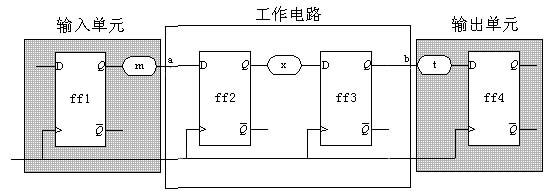 输入单元
工作电路
输出单元
D Q m a D Q x D Q b t D Q
ff1 ff2 ff3 ff4
Q̅ Q̅ Q̅ Q̅